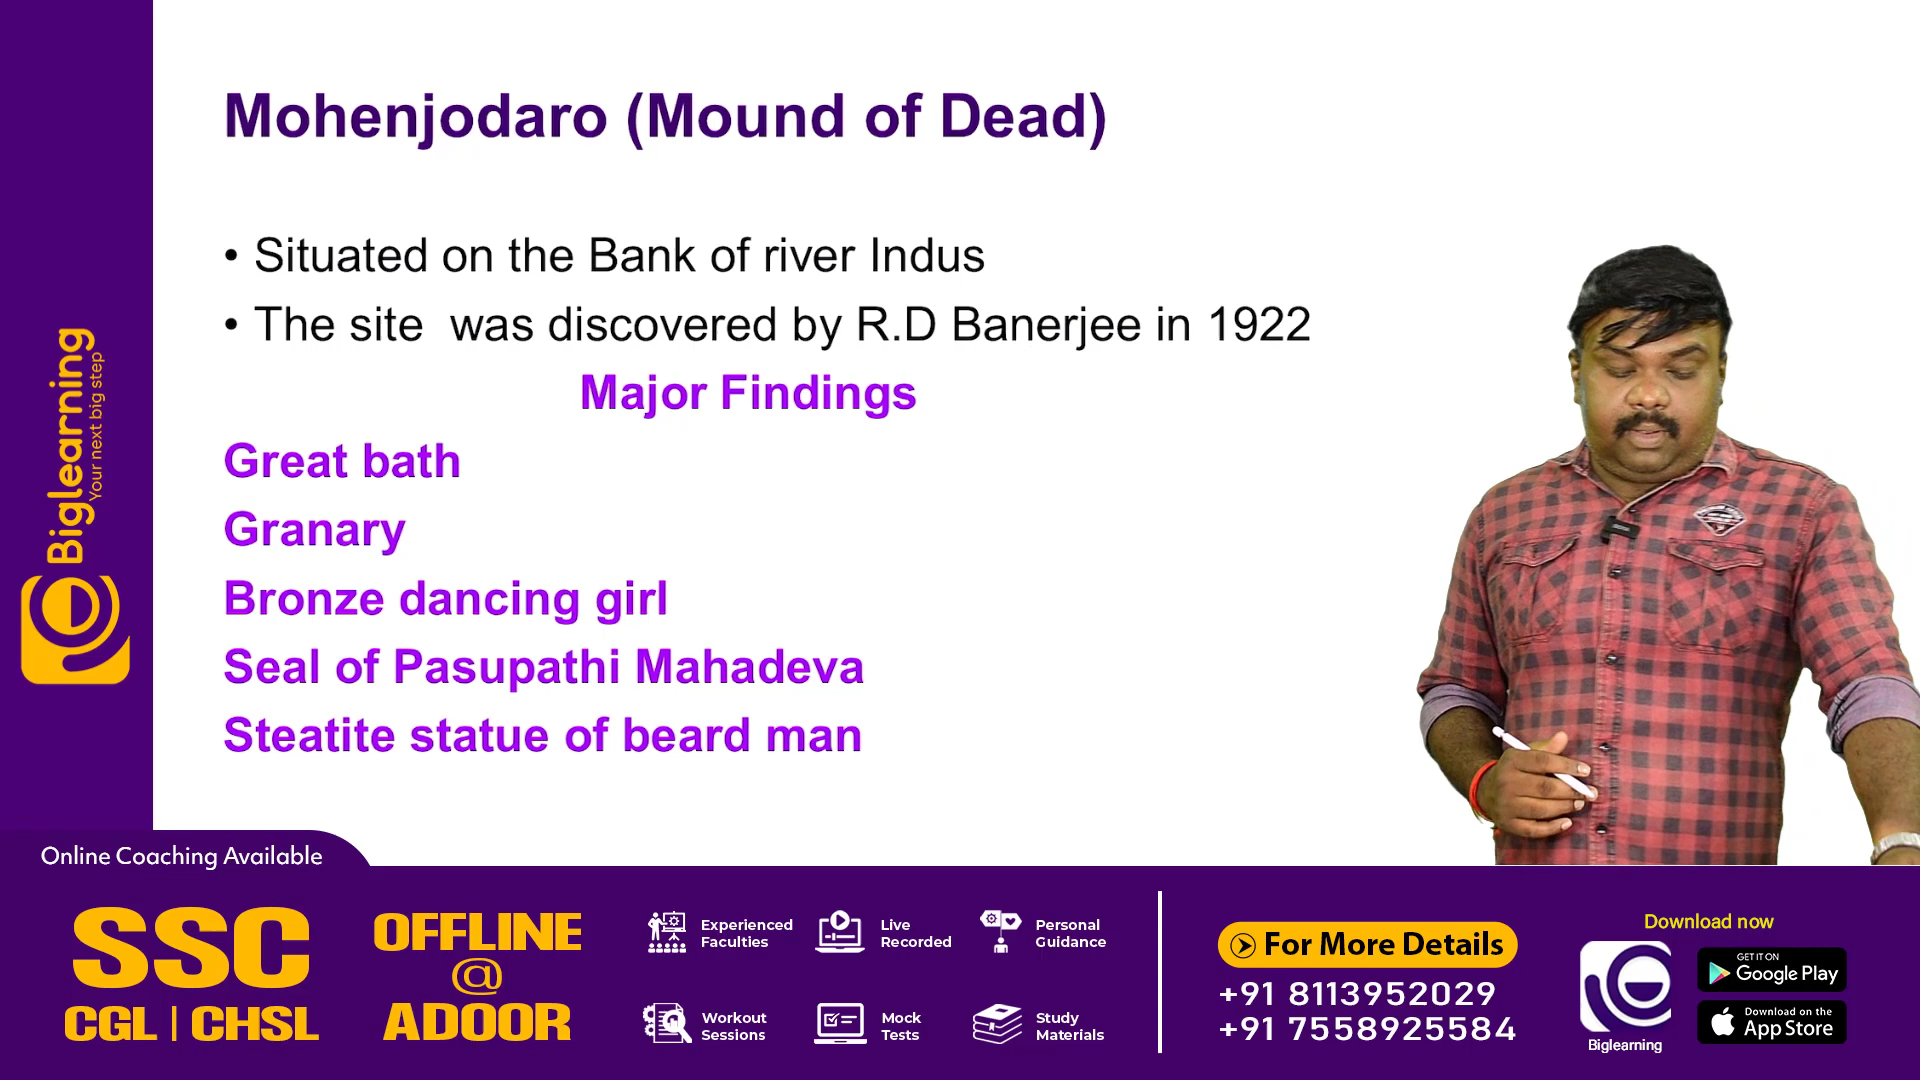 Mohenjodaro (Mound of Dead)
• Situated on the Bank of river Indus
• The site  was discovered by R.D Banerjee in 1922
Major Findings
Great bath
Granary
Bronze dancing girl
Seal of Pasupathi Mahadeva
Steatite statue of beard man
Biglearning
Your next big step
Online Coaching Available
SSC
CGL | CHSL
OFFLINE
@
ADOOR
Experienced
Faculties
Live
Recorded
Personal
Guidance
Workout
Sessions
Mock
Tests
Study
Materials
For More Details
+91 8113952029
+91 7558925584
Download now
Biglearning
GET IT ON
Google Play
Download on the
App Store